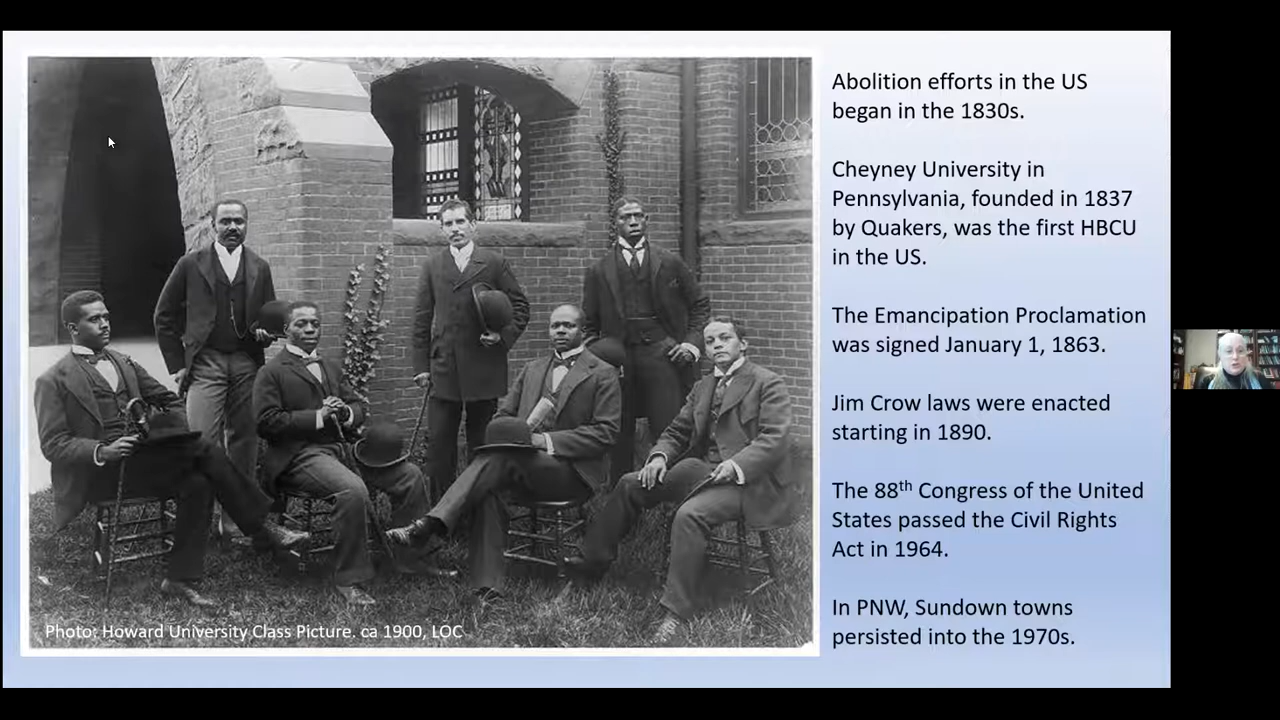 Abolition efforts in the US
began in the 1830s.
Cheyney University in
Pennsylvania, founded in 1837
by Quakers, was the first HBCU
in the US.
The Emancipation Proclamation
was signed January 1, 1863.
Jim Crow laws were enacted
starting in 1890.
The 88th Congress of the United
States passed the Civil Rights
Act in 1964.
In PNW, Sundown towns
persisted into the 1970s.
Photo: Howard University Class Picture. ca 1900, LOC